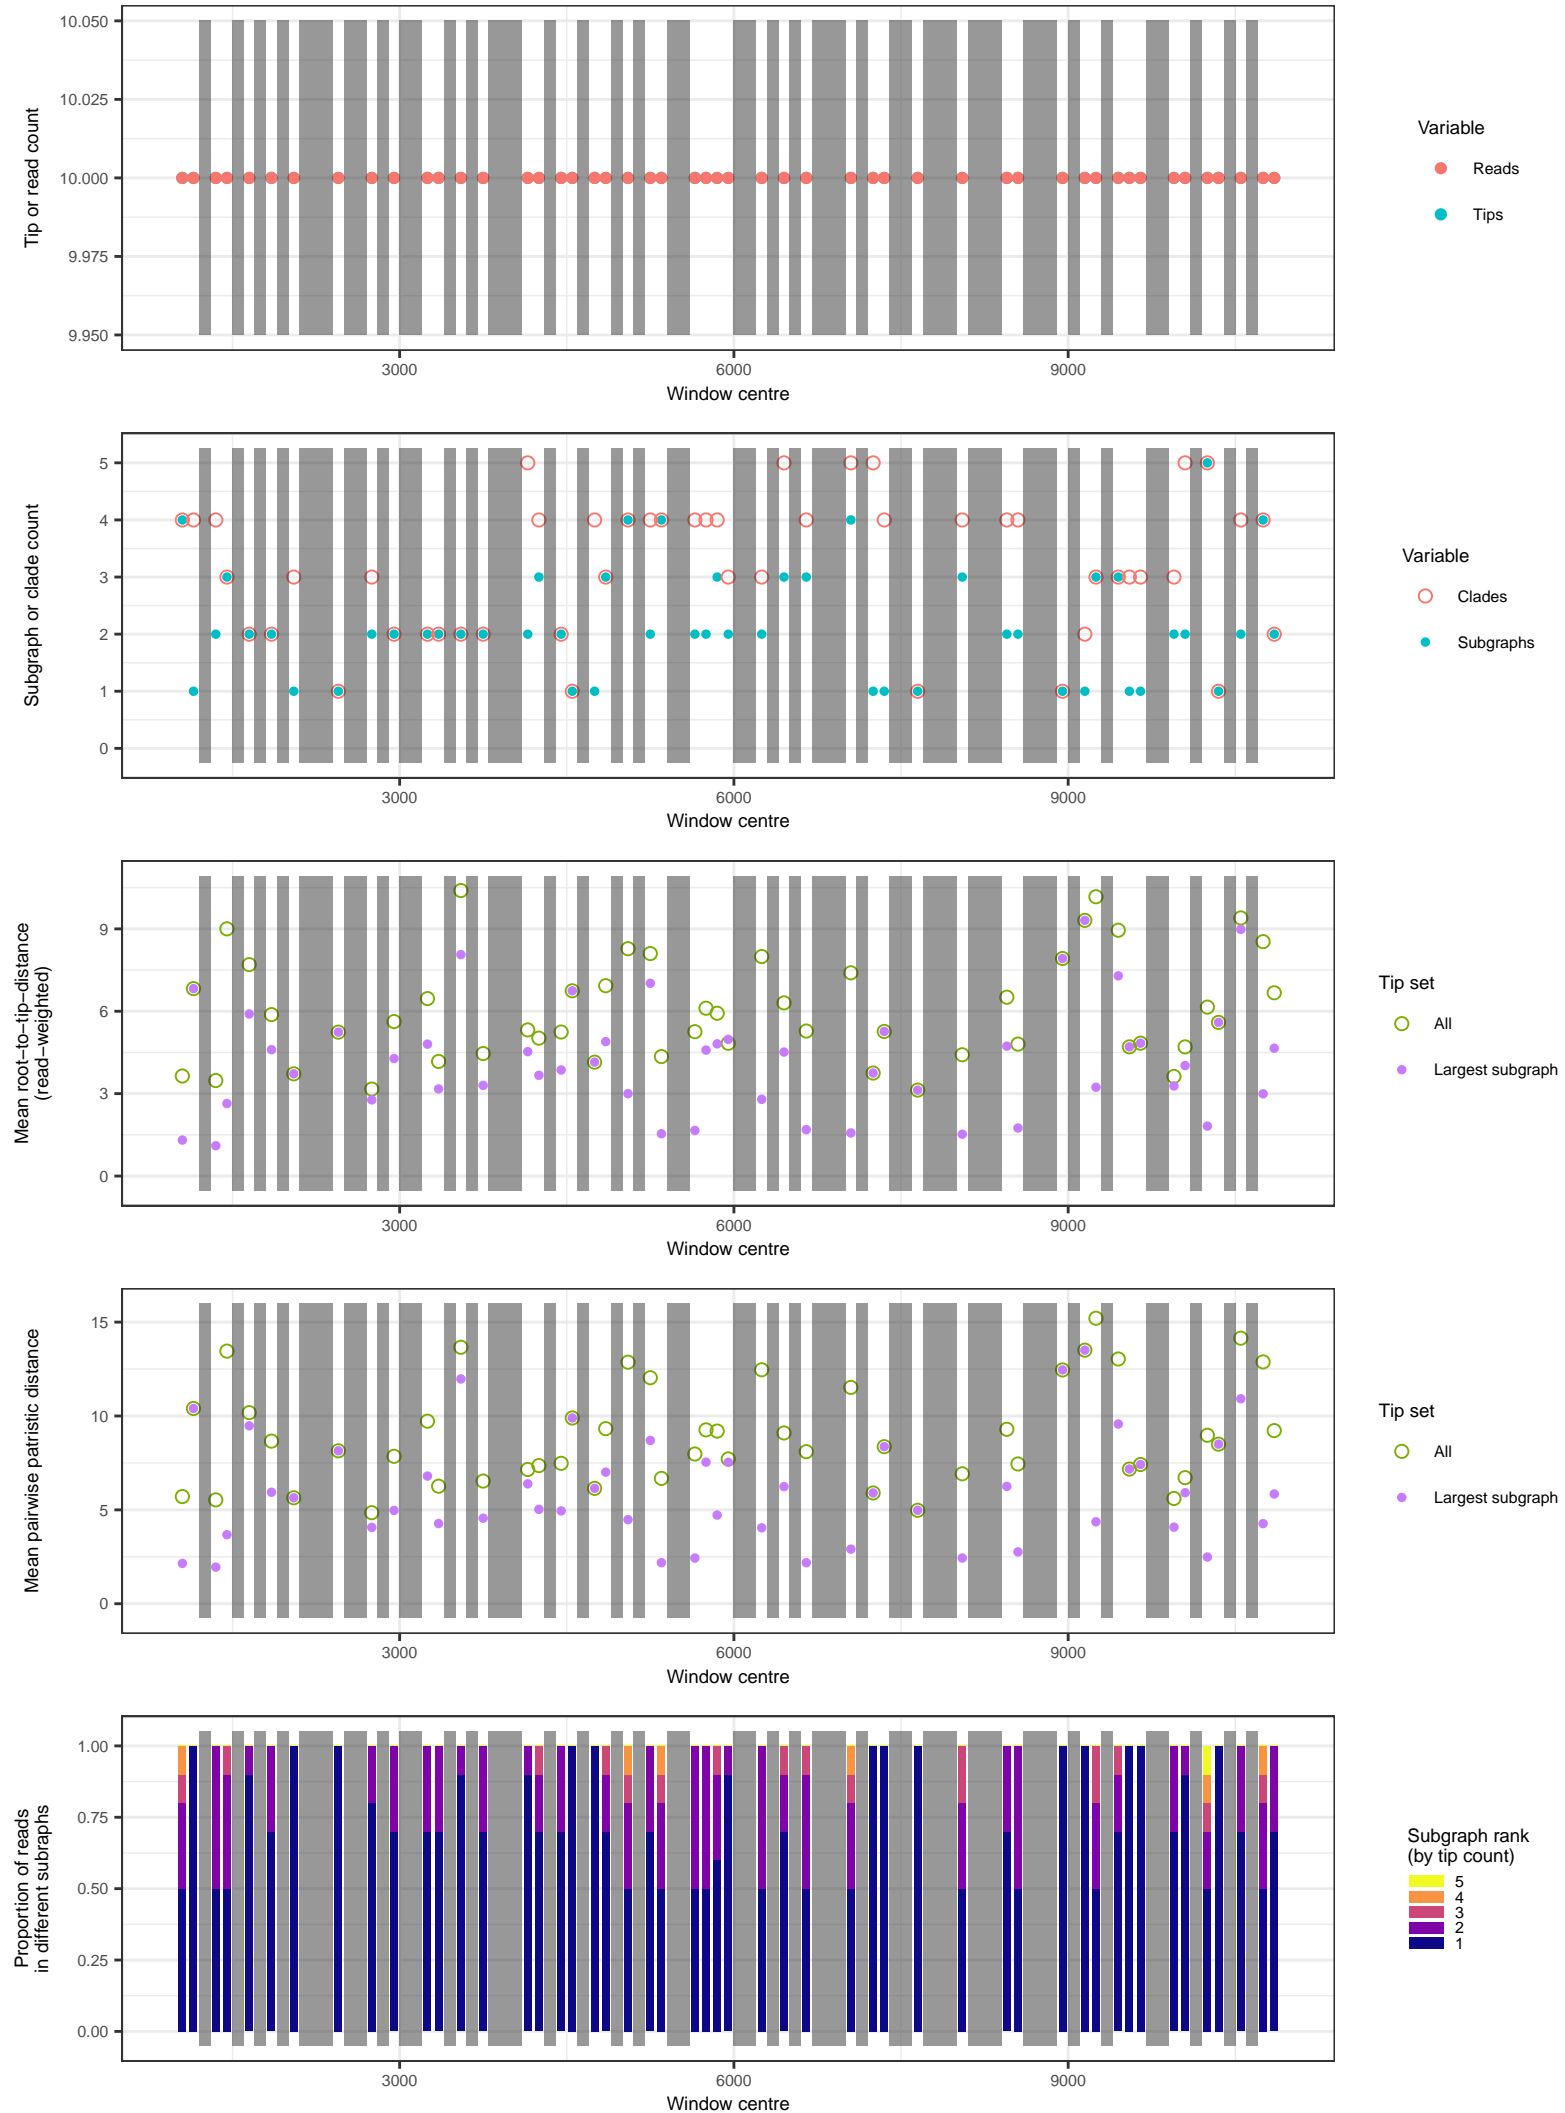 10.050
10.025
10.000
9.975
9.950
Tip or read count
3000
6000
9000
Window centre
Variable
Reads
Tips
5
4
3
2
1
0
Subgraph or clade count
3000
6000
9000
Window centre
Variable
Clades
Subgraphs
9
6
3
0
Mean root−to−tip−distance
(read−weighted)
3000
6000
9000
Window centre
Tip set
All
Largest subgraph
15
10
5
0
Mean pairwise patristic distance
3000
6000
9000
Window centre
Tip set
All
Largest subgraph
1.00
0.75
0.50
0.25
0.00
Proportion of reads
in different subraphs
3000
6000
9000
Window centre
Subgraph rank
(by tip count)
5
4
3
2
1